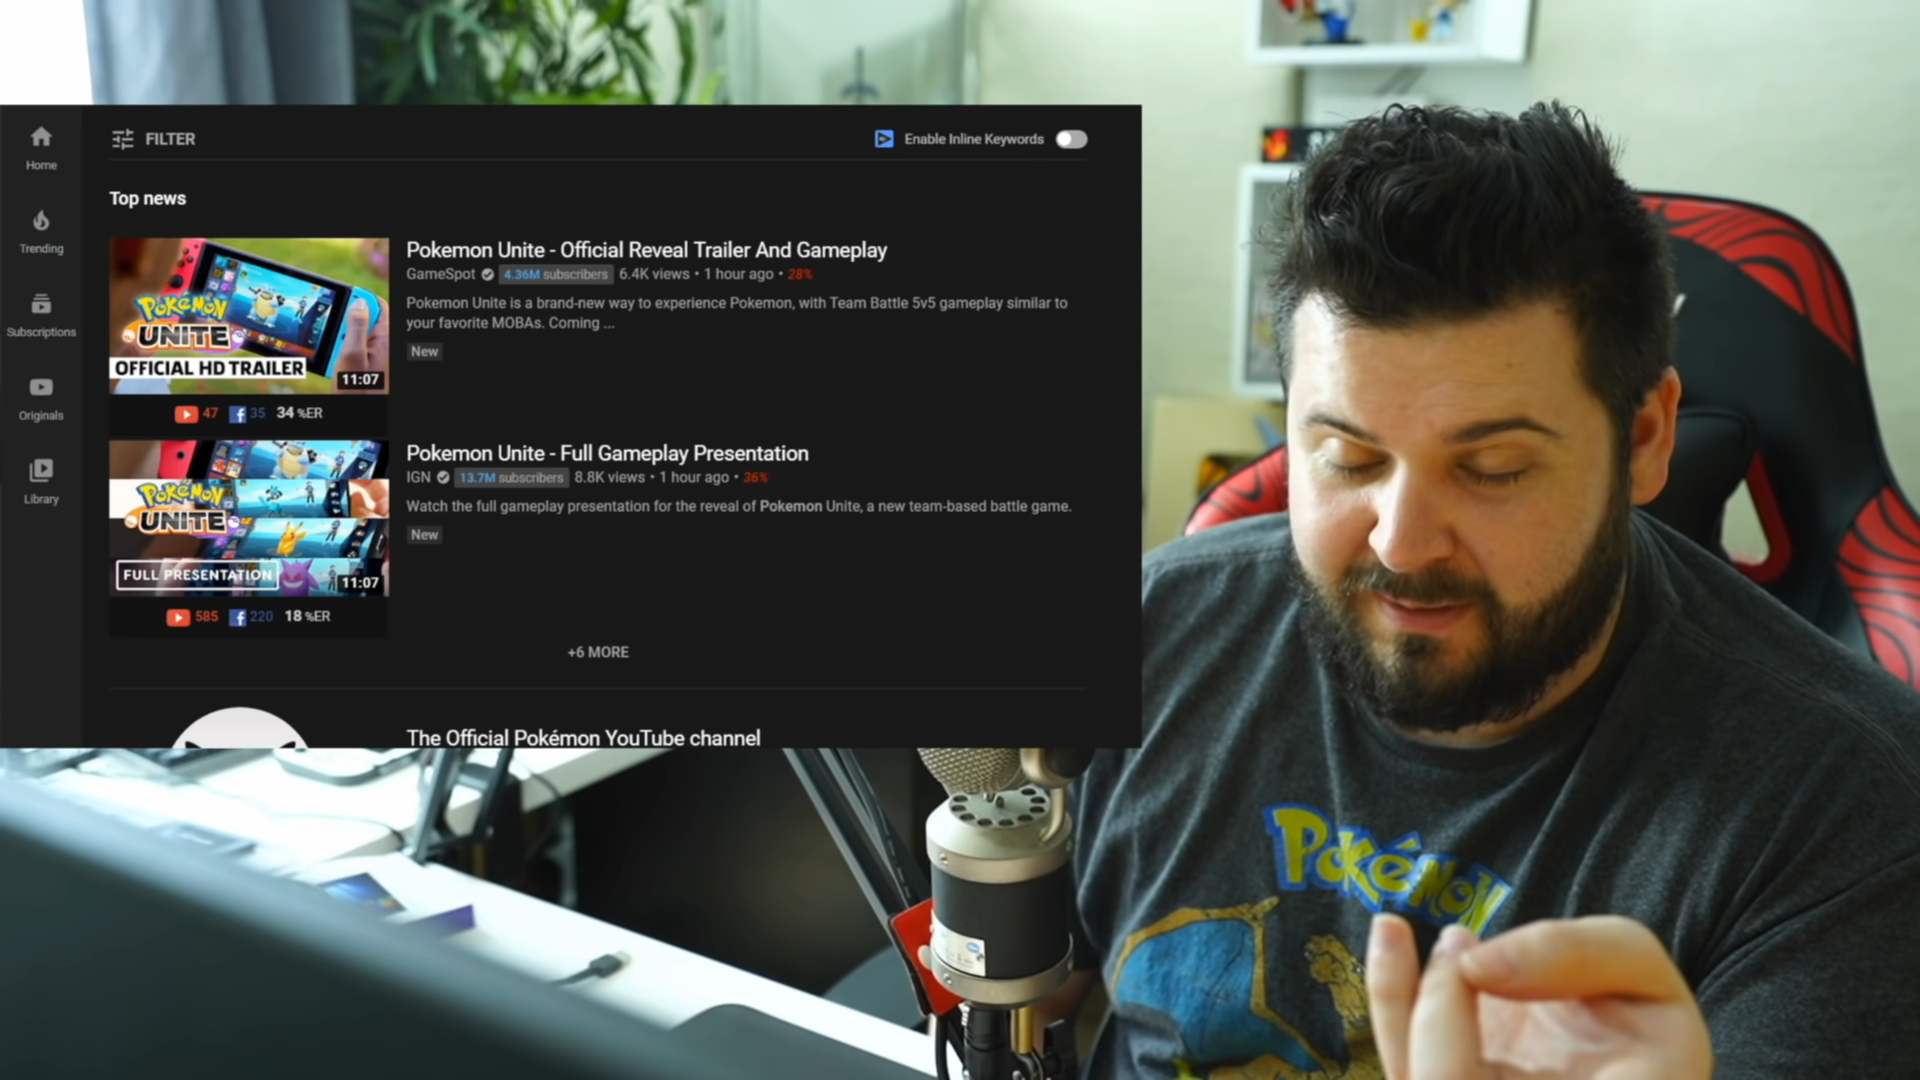 FILTER
Enable Inline Keywords
Home
Trending
Subscriptions
Originals
Library
Top news
POKÉMON
UNITE
OFFICIAL HD TRAILER
11:07
47 35 34 %ER
Pokemon Unite - Official Reveal Trailer And Gameplay
GameSpot 4.36M subscribers 6.4K views • 1 hour ago • 28%
Pokemon Unite is a brand-new way to experience Pokemon, with Team Battle 5v5 gameplay similar to
your favorite MOBAs. Coming ...
New
POKÉMON
UNITE
FULL PRESENTATION
11:07
585 220 18 %ER
Pokemon Unite - Full Gameplay Presentation
IGN 13.7M subscribers 8.8K views • 1 hour ago • 36%
Watch the full gameplay presentation for the reveal of Pokemon Unite, a new team-based battle game.
New
+6 MORE
The Official Pokémon YouTube channel
Pokémon